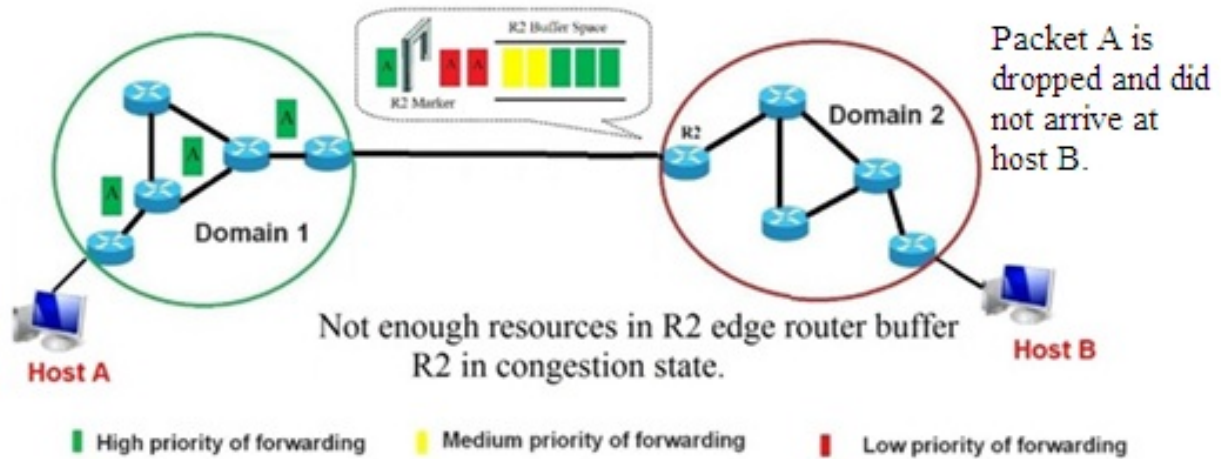 R2 Buffer Space
A
A
A
R2 Marker
Packet A is
dropped and did
not arrive at
host B.
A
A
A
R2
Domain 2
Domain 1
Not enough resources in R2 edge router buffer
R2 in congestion state.
Host A
Host B
High priority of forwarding
Medium priority of forwarding
Low priority of forwarding